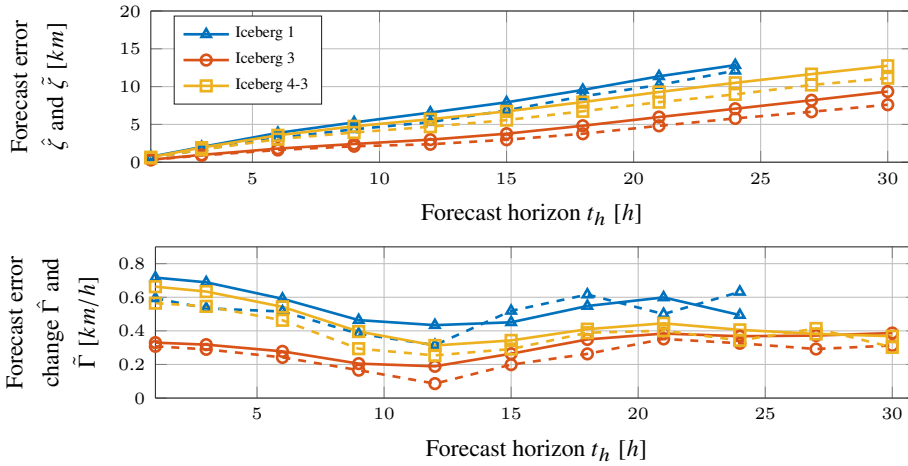 Forecast error
ζ̂ and ζ̃ [km]
20
15
10
5
0
Iceberg 1
Iceberg 3
Iceberg 4-3
5 10 15 20 25 30
Forecast horizon t_h [h]
Forecast error
change Γ̂ and
Γ̃ [km/h]
0.8
0.6
0.4
0.2
0
5 10 15 20 25 30
Forecast horizon t_h [h]